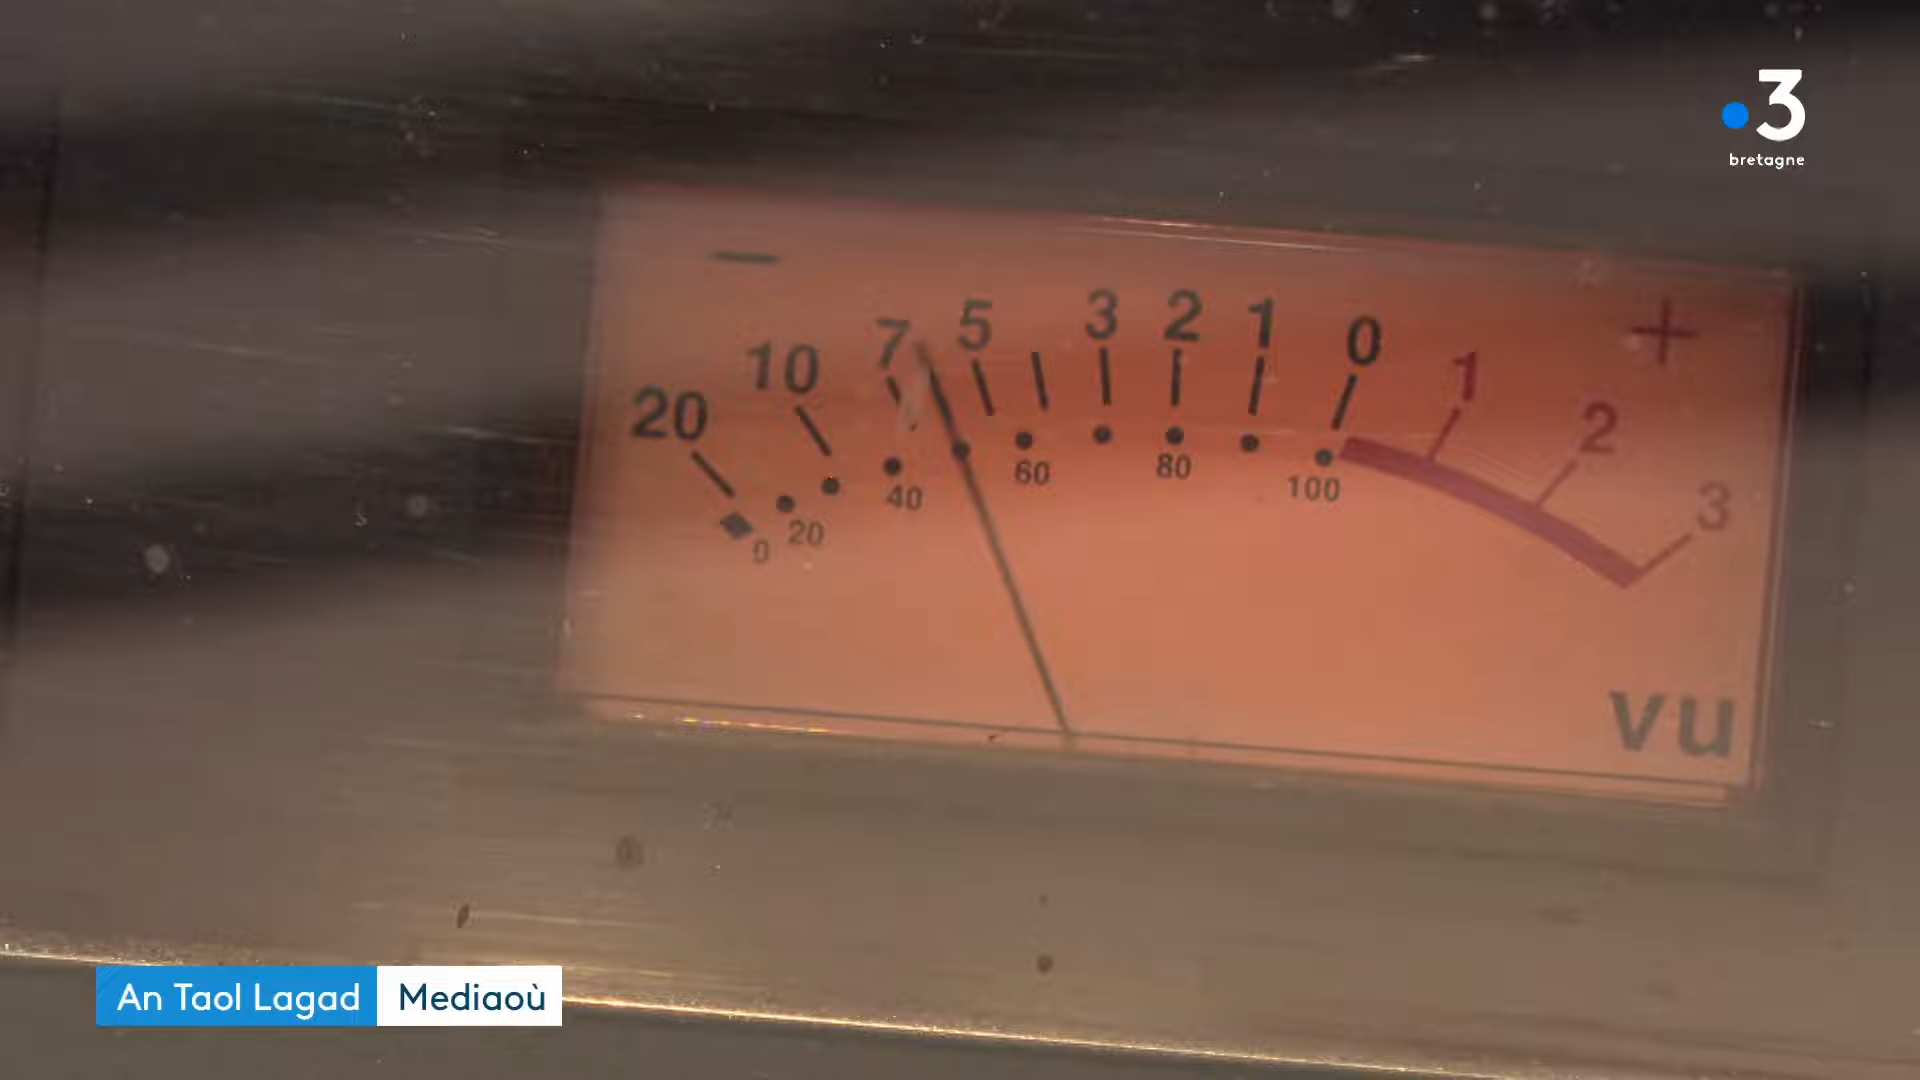 3
bretagne
−
+
20 10 7 5 3 2 1 0 1 2 3
0 20 40 60 80 100
vu
An Taol Lagad Mediaoù